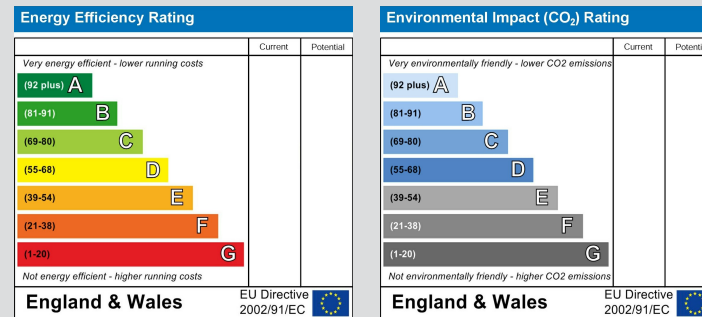 Energy Efficiency Rating
Current Potential
Very energy efficient - lower running costs
(92 plus) A
(81-91) B
(69-80) C
(55-68) D
(39-54) E
(21-38) F
(1-20) G
Not energy efficient - higher running costs
England & Wales
EU Directive
2002/91/EC
Environmental Impact (CO₂) Rating
Current Potenti
Very environmentally friendly - lower CO2 emissions
(92 plus) A
(81-91) B
(69-80) C
(55-68) D
(39-54) E
(21-38) F
(1-20) G
Not environmentally friendly - higher CO2 emissions
England & Wales
EU Directive
2002/91/EC